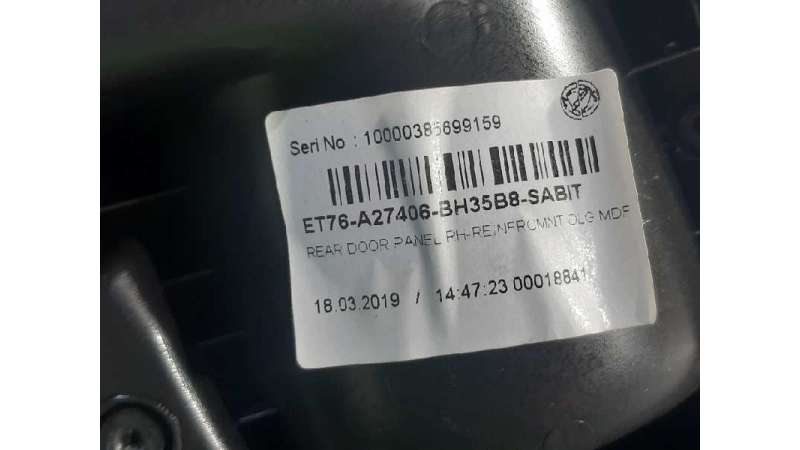 Seri No : 10000385699159
ET76-A27406-BH35B8-SABIT
REAR DOOR PANEL RH-REINFRCMNT OLG MDF
18.03.2019 / 14:47:23 00018841